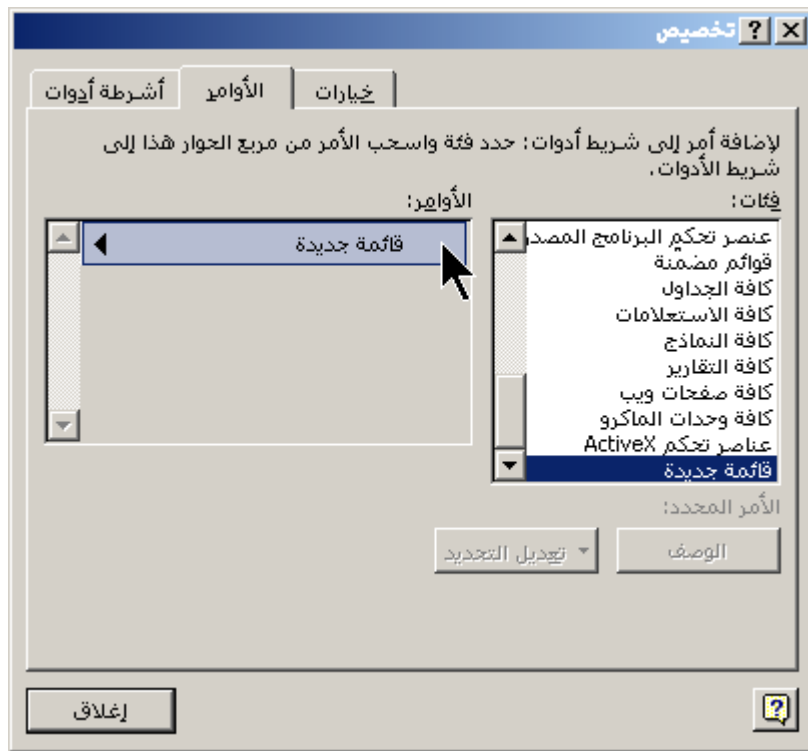 تخصيص
أشرطة أدوات
الأوامر
خيارات
لإضافة أمر إلى شريط أدوات: حدد فئة واسحب الأمر من مربع الحوار هذا إلى
شريط الأدوات.
فئات:
عنصر تحكم البرنامج المصدر
قوائم مضمنة
كافة الجداول
كافة الاستعلامات
كافة النماذج
كافة التقارير
كافة صفحات ويب
كافة وحدات الماكرو
عناصر تحكم ActiveX
قائمة جديدة
الأوامر:
قائمة جديدة
الأمر المحدد:
الوصف
تعديل التحديد
إغلاق